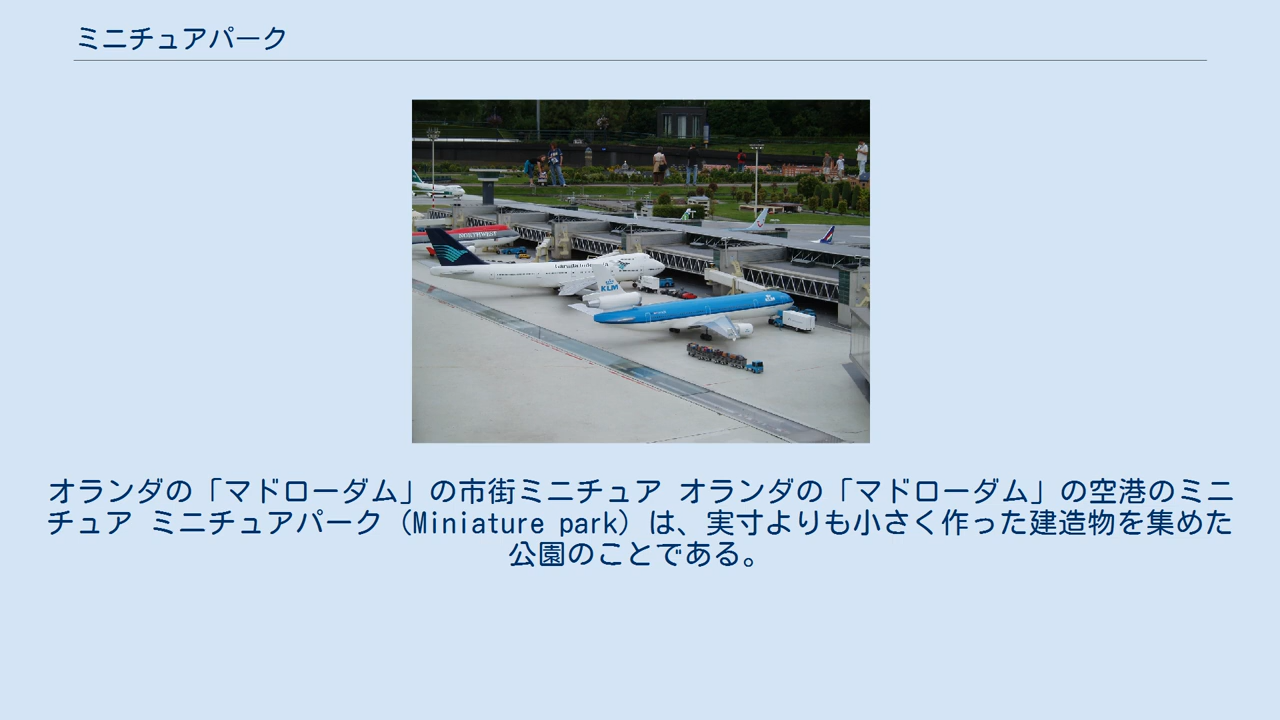 ミニチュアパーク
NORTHWEST
KLM
オランダの「マドローダム」の市街ミニチュア オランダの「マドローダム」の空港のミニ
チュア ミニチュアパーク（Miniature park）は、実寸よりも小さく作った建造物を集めた
公園のことである。